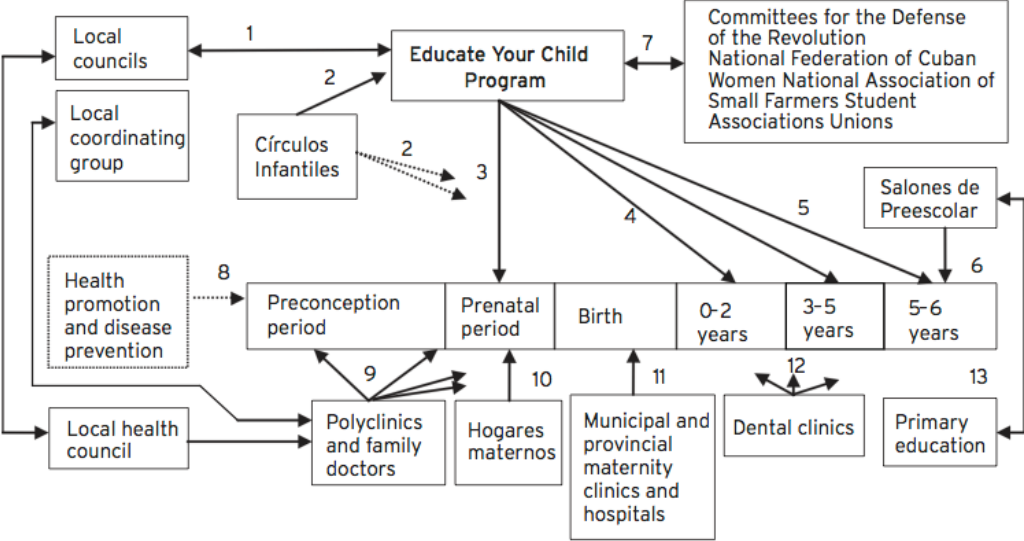 Local
councils
1
Educate Your Child
Program
7
Committees for the Defense
of the Revolution
National Federation of Cuban
Women National Association of
Small Farmers Student
Associations Unions
2
Local
coordinating
group
Círculos
Infantiles
2
3
4
5
Salones de
Preescolar
6
Health
promotion
and disease
prevention
8
Preconception
period
Prenatal
period
Birth
0-2
years
3-5
years
5-6
years
9
10
11
12
13
Local health
council
Polyclinics
and family
doctors
Hogares
maternos
Municipal and
provincial
maternity
clinics and
hospitals
Dental clinics
Primary
education